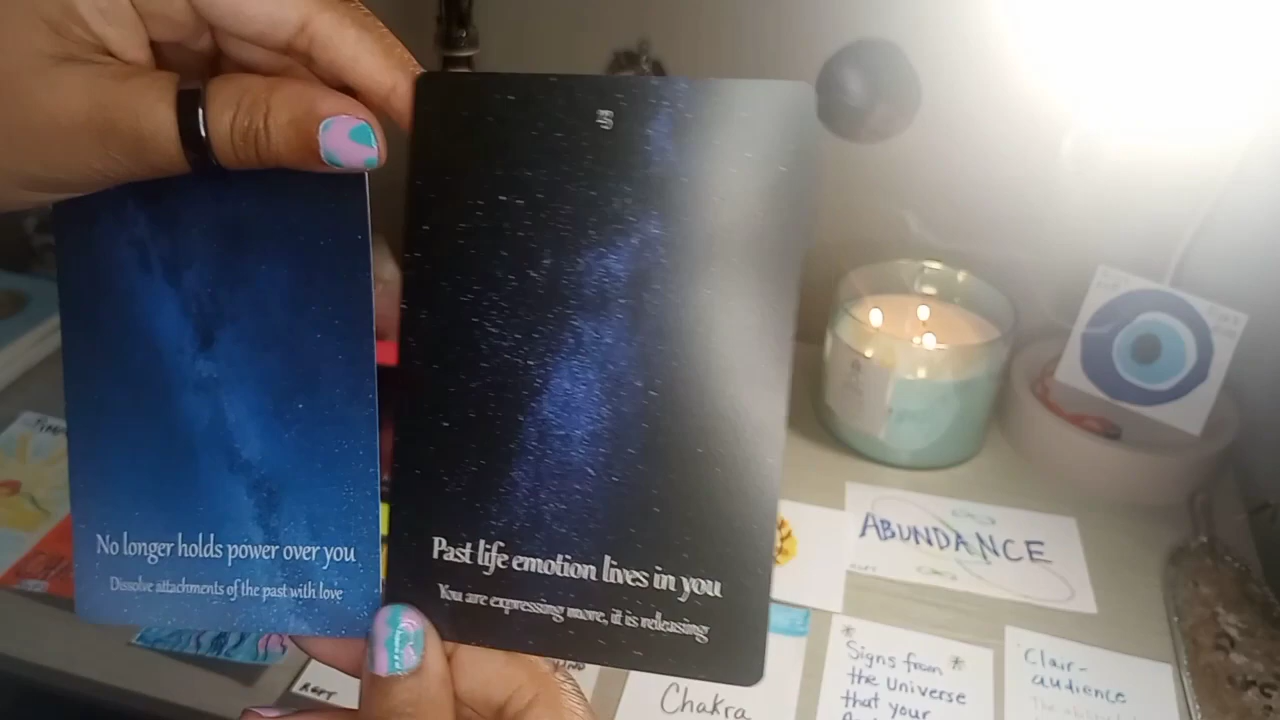 No longer holds power over you
Dissolve attachments of the past with love
Past life emotion lives in you
You are expressing more, it is releasing
ABUNDANCE
Signs from
the Universe
that your
Clair-
audience
Chakra